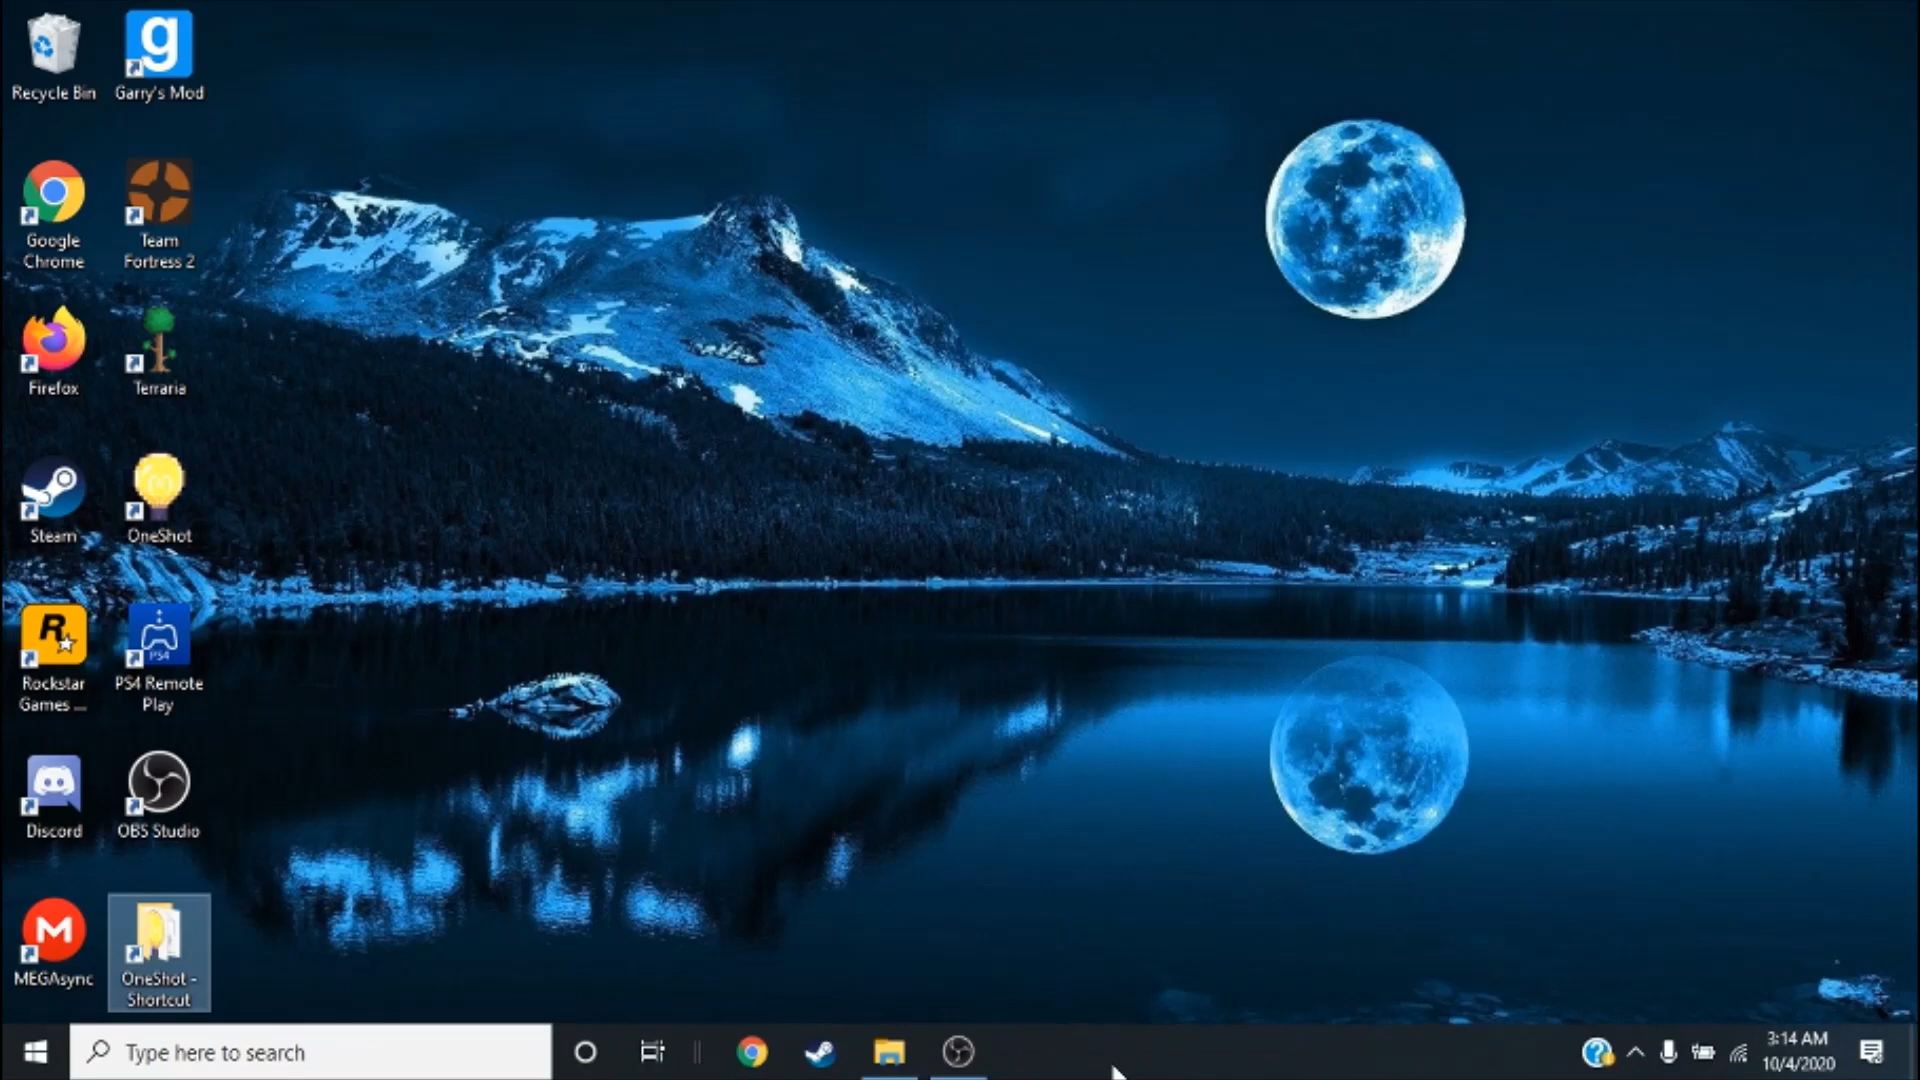 Recycle Bin
Garry's Mod
Google
Chrome
Team
Fortress 2
Firefox
Terraria
Steam
OneShot
Rockstar
Games ...
PS4
PS4 Remote
Play
Discord
OBS Studio
MEGAsync
OneShot -
Shortcut
Type here to search
3:14 AM
10/4/2020